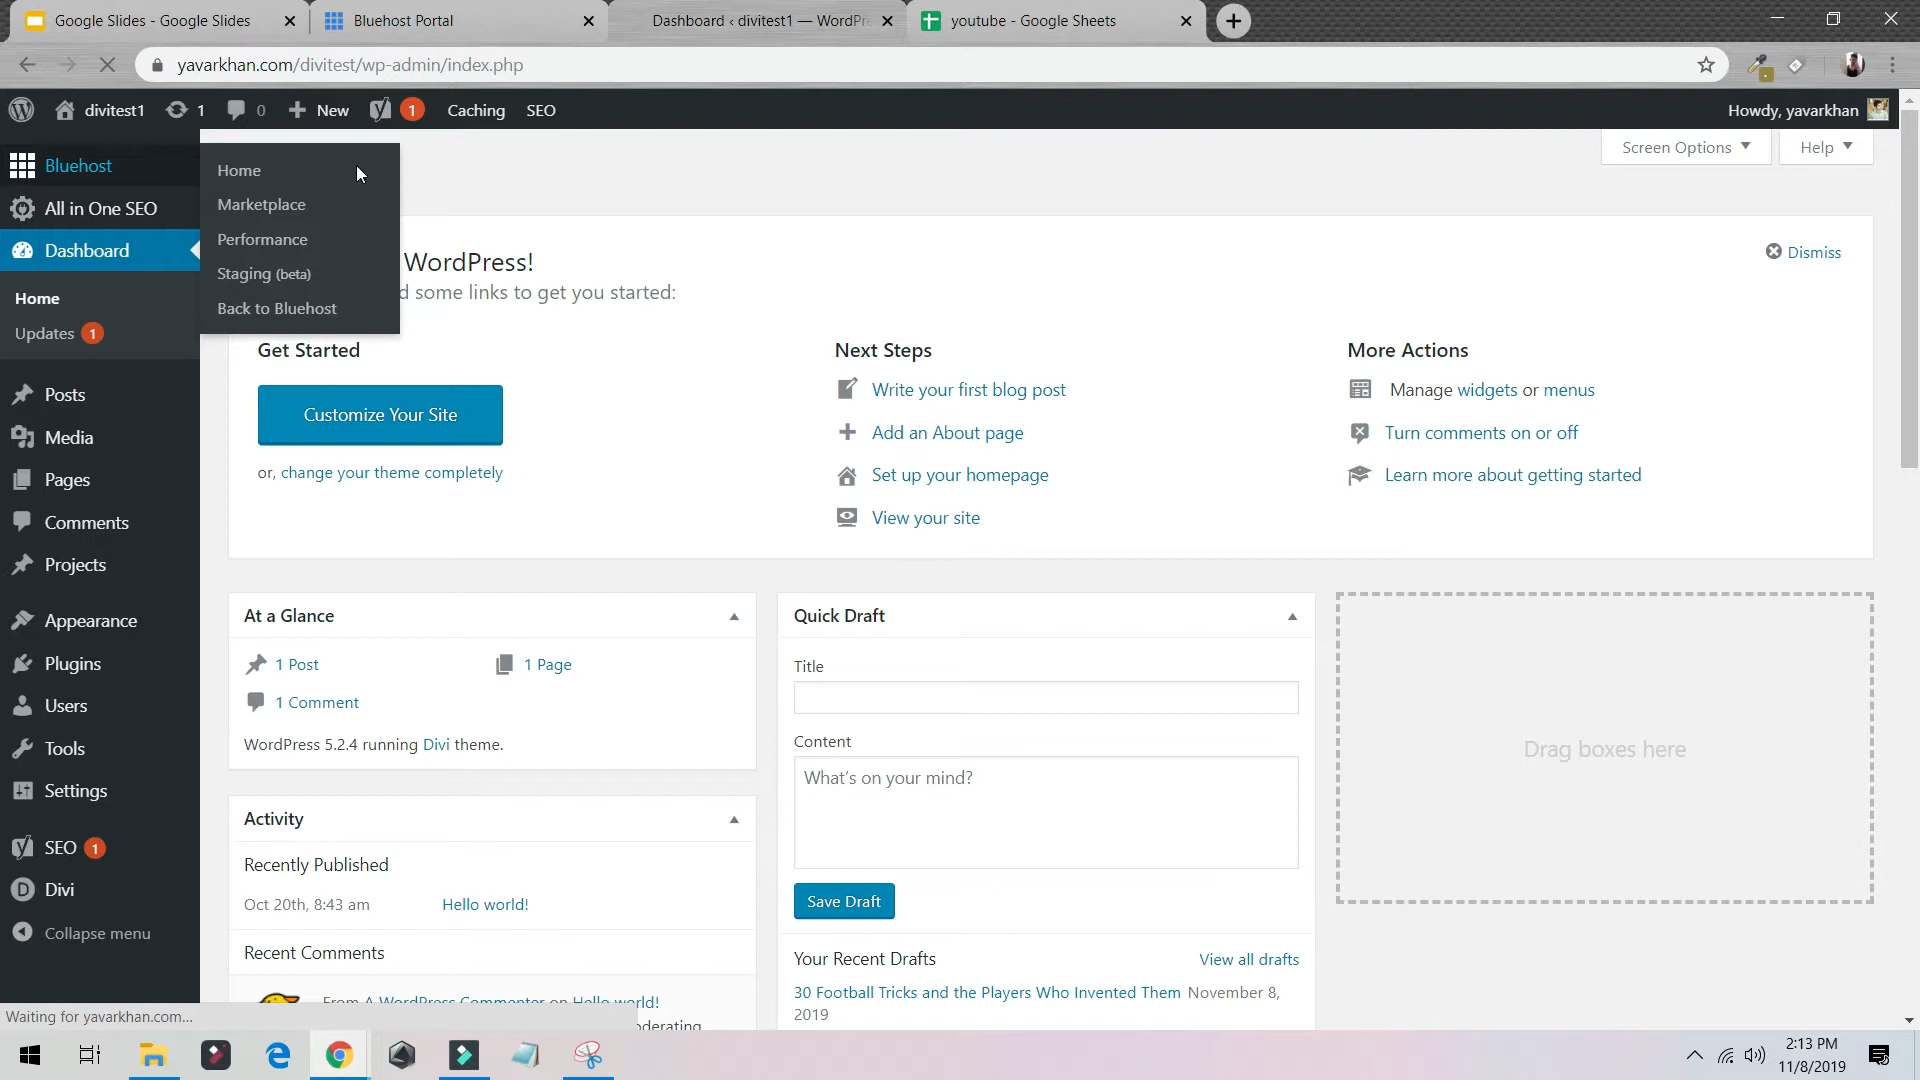 Google Slides - Google Slides
Bluehost Portal
Dashboard ‹ divitest1 — WordPre
youtube - Google Sheets
yavarkhan.com/divitest/wp-admin/index.php
divitest1
1
0
New
1
Caching
SEO
Howdy, yavarkhan
Bluehost
All in One SEO
Dashboard
Home
Updates 1
Posts
Media
Pages
Comments
Projects
Appearance
Plugins
Users
Tools
Settings
SEO 1
Divi
Collapse menu
Home
Marketplace
Performance
Staging (beta)
Back to Bluehost
Screen Options
Help
WordPress!
some links to get you started:
Dismiss
Get Started
Customize Your Site
or, change your theme completely
Next Steps
Write your first blog post
Add an About page
Set up your homepage
View your site
More Actions
Manage widgets or menus
Turn comments on or off
Learn more about getting started
At a Glance
1 Post
1 Page
1 Comment
WordPress 5.2.4 running Divi theme.
Activity
Recently Published
Oct 20th, 8:43 am
Hello world!
Recent Comments
From A WordPress Commenter on Hello world!
oderating,
Quick Draft
Title
Content
What's on your mind?
Save Draft
Your Recent Drafts
View all drafts
30 Football Tricks and the Players Who Invented Them November 8,
2019
Drag boxes here
Waiting for yavarkhan.com...
2:13 PM
11/8/2019